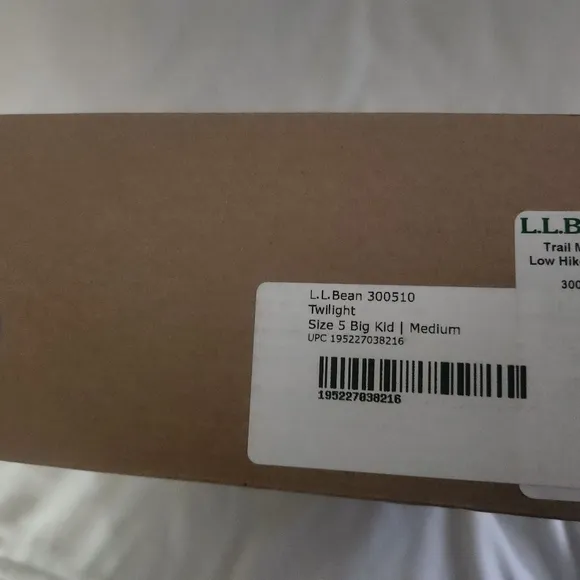 L.L.B
Trail M
Low Hik
300
L.L.Bean 300510
Twilight
Size 5 Big Kid | Medium
UPC 195227038216
195227038216